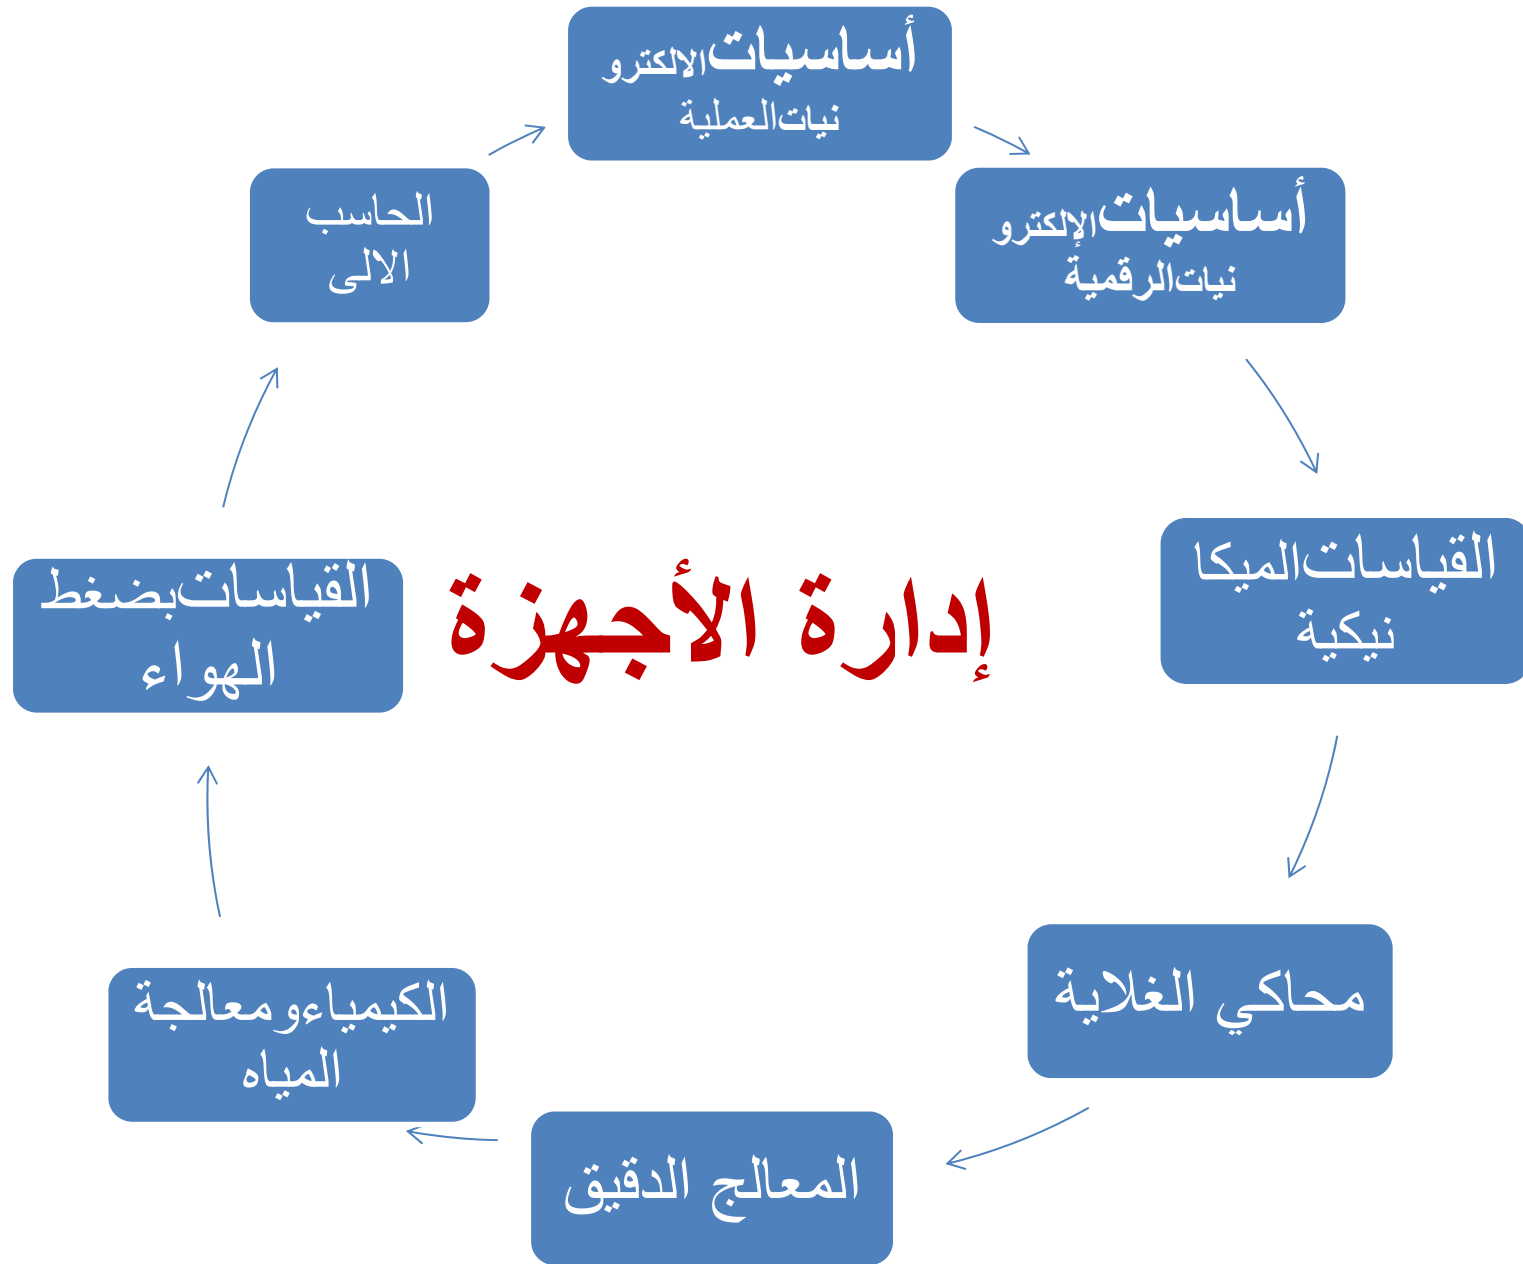 أساسيات الالكترو
نيات العملية
أساسيات الإلكترو
نيات الرقمية
القياسات الميكا
نيكية
محاكي الغلاية
المعالج الدقيق
الكيمياء ومعالجة
المياه
القياسات بضغط
الهواء
الحاسب
الالى
إدارة الأجهزة